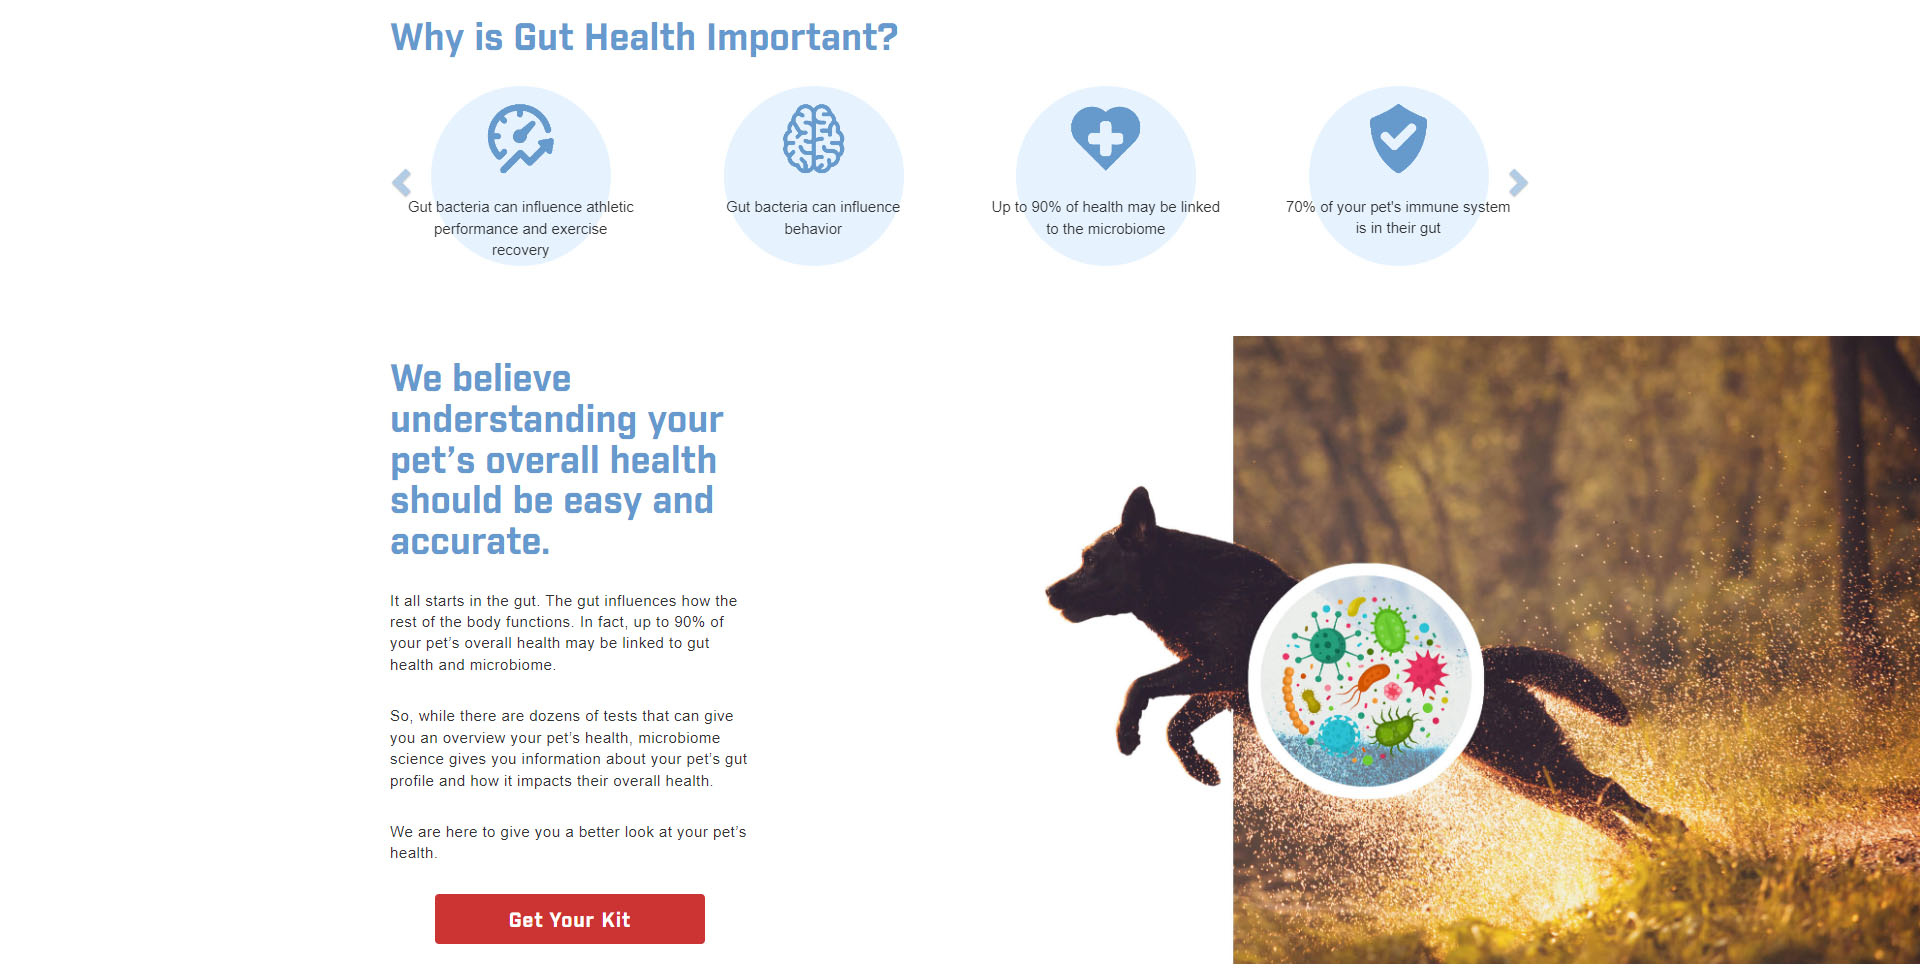 Why is Gut Health Important?
Gut bacteria can influence athletic
performance and exercise
recovery
Gut bacteria can influence
behavior
Up to 90% of health may be linked
to the microbiome
70% of your pet's immune system
is in their gut
We believe
understanding your
pet’s overall health
should be easy and
accurate.
It all starts in the gut. The gut influences how the
rest of the body functions. In fact, up to 90% of
your pet’s overall health may be linked to gut
health and microbiome.
So, while there are dozens of tests that can give
you an overview your pet’s health, microbiome
science gives you information about your pet’s gut
profile and how it impacts their overall health.
We are here to give you a better look at your pet’s
health.
Get Your Kit